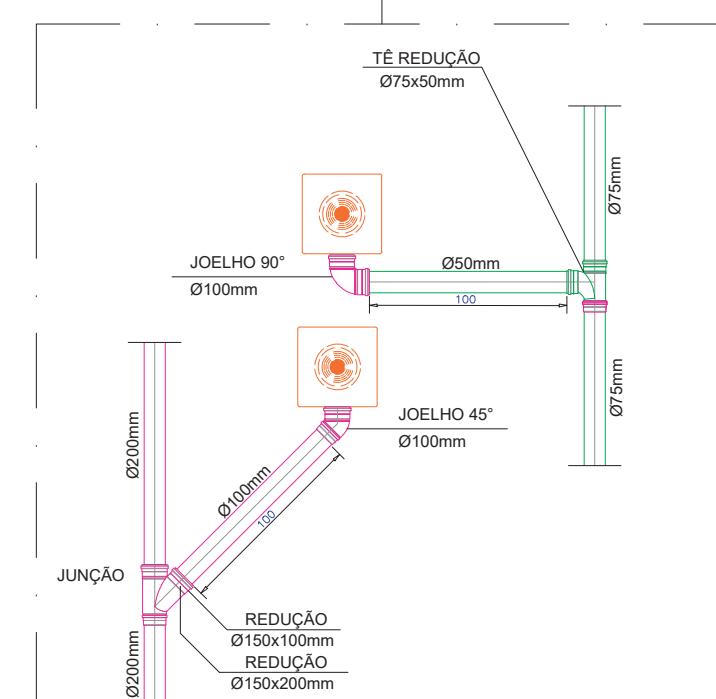 TÊ REDUÇÃO
Ø75x50mm
Ø75mm
JOELHO 90°
Ø100mm
Ø50mm
100
Ø75mm
JOELHO 45°
Ø100mm
Ø200mm
Ø100mm
100
JUNÇÃO
REDUÇÃO
Ø150x100mm
REDUÇÃO
Ø150x200mm
Ø200mm